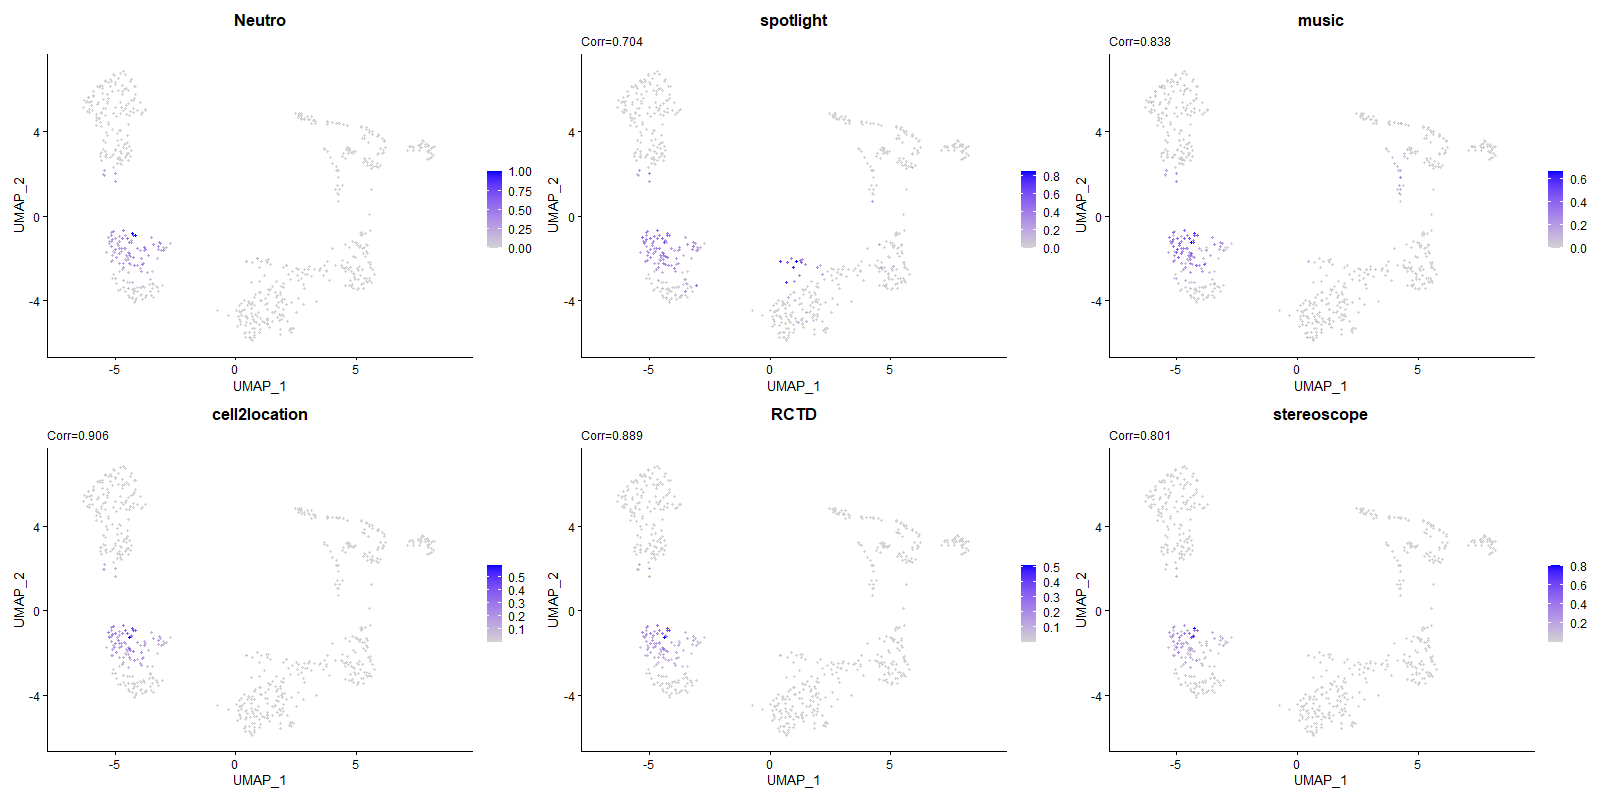 Neutro
4
0
-4
UMAP_2
-5
0
5
UMAP_1
1.00
0.75
0.50
0.25
0.00
spotlight
Corr=0.704
4
0
-4
UMAP_2
-5
0
5
UMAP_1
0.8
0.6
0.4
0.2
0.0
music
Corr=0.838
4
0
-4
UMAP_2
-5
0
5
UMAP_1
0.6
0.4
0.2
0.0
cell2location
Corr=0.906
4
0
-4
UMAP_2
-5
0
5
UMAP_1
0.5
0.4
0.3
0.2
0.1
RCTD
Corr=0.889
4
0
-4
UMAP_2
-5
0
5
UMAP_1
0.5
0.4
0.3
0.2
0.1
stereoscope
Corr=0.801
4
0
-4
UMAP_2
-5
0
5
UMAP_1
0.8
0.6
0.4
0.2